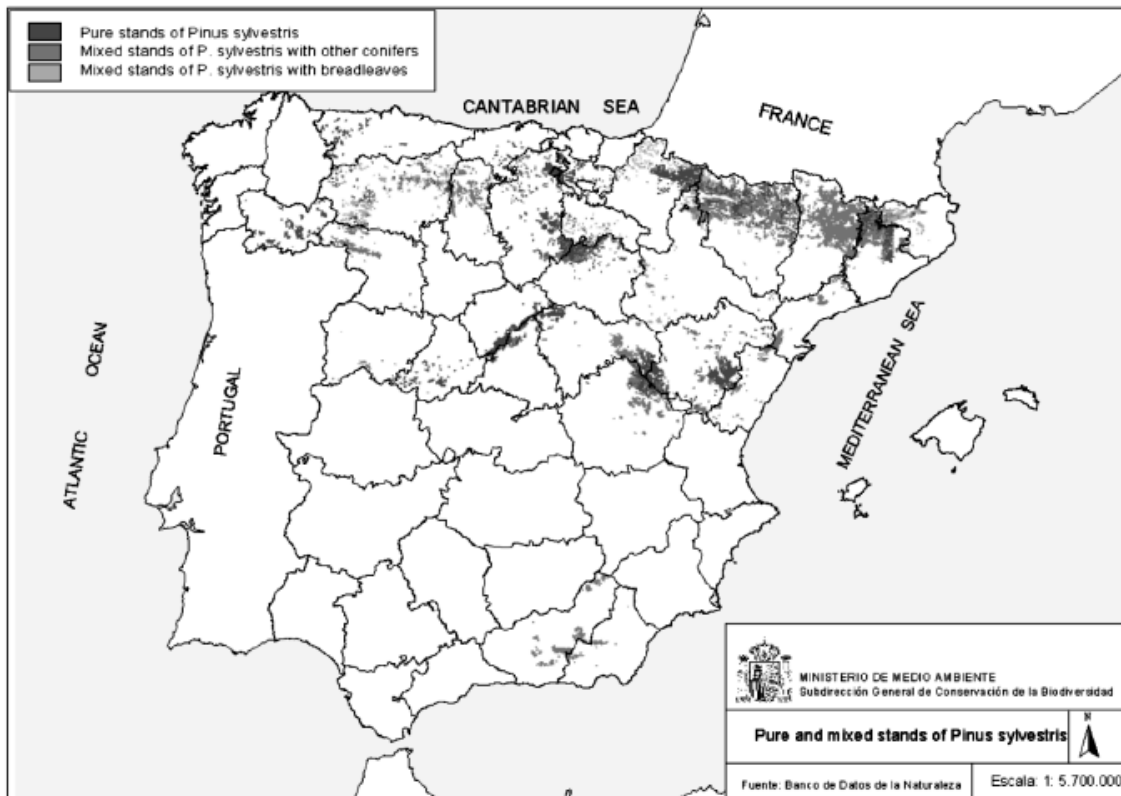 Pure stands of Pinus sylvestris
Mixed stands of P. sylvestris with other conifers
Mixed stands of P. sylvestris with breadleaves
CANTABRIAN SEA
FRANCE
ATLANTIC OCEAN
PORTUGAL
MEDITERRANEAN SEA
MINISTERIO DE MEDIO AMBIENTE
Subdirección General de Conservación de la Biodiversidad
Pure and mixed stands of Pinus sylvestris
N
Fuente: Banco de Datos de la Naturaleza
Escala: 1: 5.700.000